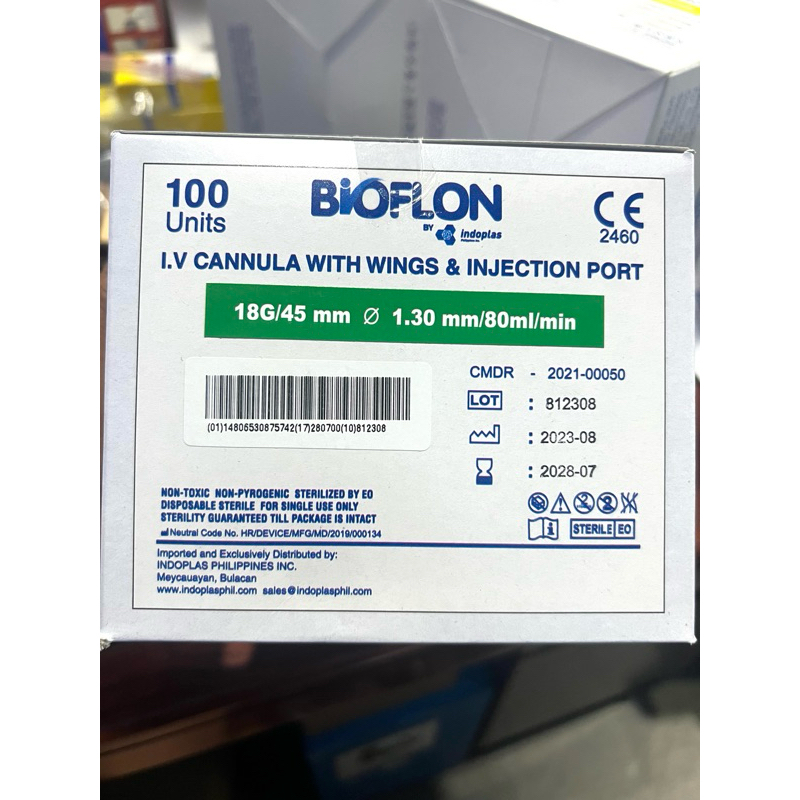 100
Units
BiOFLON
BY indoplas
Philippines Inc.
CE
2460
I.V CANNULA WITH WINGS & INJECTION PORT
18G/45 mm Ø 1.30 mm/80ml/min
CMDR - 2021-00050
LOT : 812308
: 2023-08
: 2028-07
(01)14806530875742(17)280700(10)812308
NON-TOXIC NON-PYROGENIC STERILIZED BY EO
DISPOSABLE STERILE FOR SINGLE USE ONLY
STERILITY GUARANTEED TILL PACKAGE IS INTACT
Neutral Code No. HR/DEVICE/MFG/MD/2019/000134
STERILE EO
Imported and Exclusively Distributed by:
INDOPLAS PHILIPPINES INC.
Meycauayan, Bulacan
www.indoplasphil.com sales@indoplasphil.com